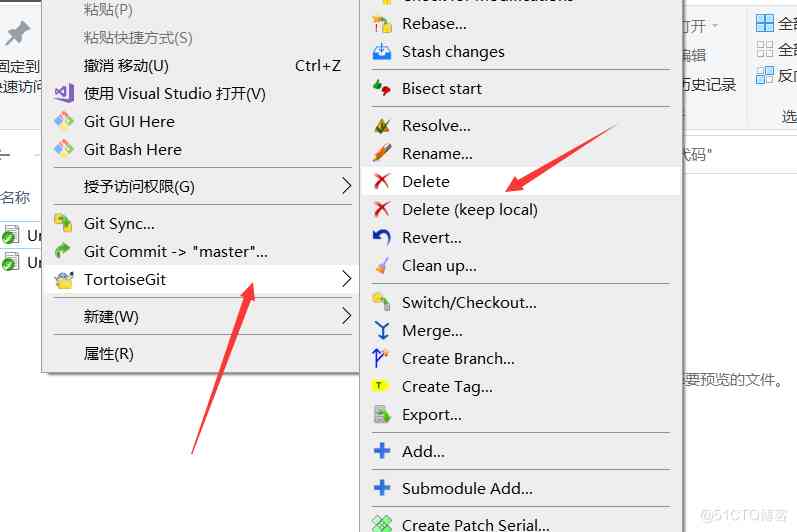 粘贴(P)
粘贴快捷方式(S)
撤消 移动(U) Ctrl+Z
使用 Visual Studio 打开(V)
Git GUI Here
Git Bash Here
授予访问权限(G)
Git Sync...
Git Commit -> "master"...
TortoiseGit
新建(W)
属性(R)
Rebase...
Stash changes
Bisect start
Resolve...
Rename...
Delete
Delete (keep local)
Revert...
Clean up...
Switch/Checkout...
Merge...
Create Branch...
Create Tag...
Export...
Add...
Submodule Add...
Create Patch Serial...
固定到
快速访问
名称
Un
Un
打开
编辑
历史记录
全部
全部
反向
选
代码"
要预览的文件。
@51CTO博客